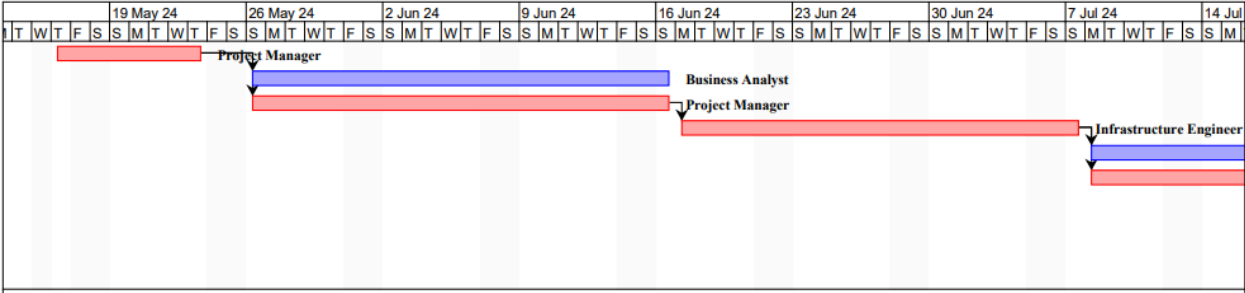 19 May 24 26 May 24 2 Jun 24 9 Jun 24 16 Jun 24 23 Jun 24 30 Jun 24 7 Jul 24 14 Jul
T W T F S S M T W T F S S M T W T F S S M T W T F S S M T W T F S S M T W T F S S M T W T F S S M T W T F S S M T W T F S S M
Project Manager
Business Analyst
Project Manager
Infrastructure Engineer